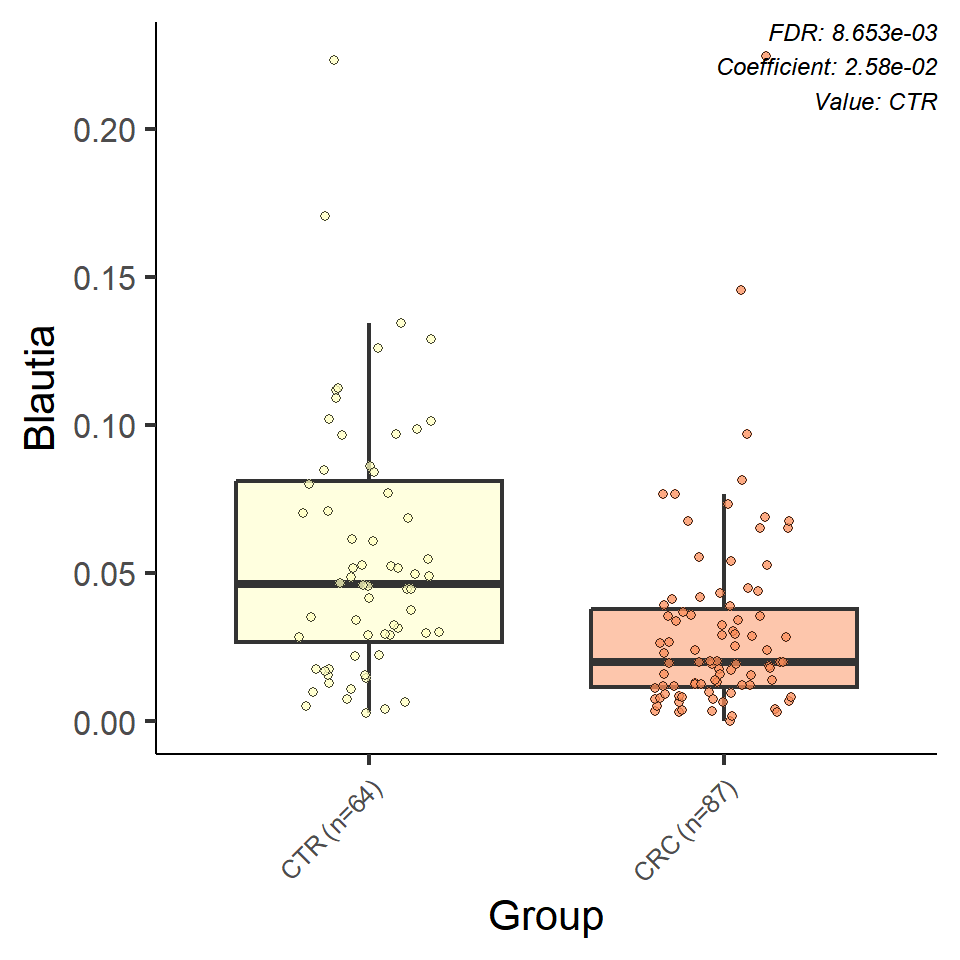 FDR: 8.653e-03
Coefficient: 2.58e-02
Value: CTR
0.20
0.15
0.10
0.05
0.00
Blautia
CTR (n=64)
CRC (n=87)
Group